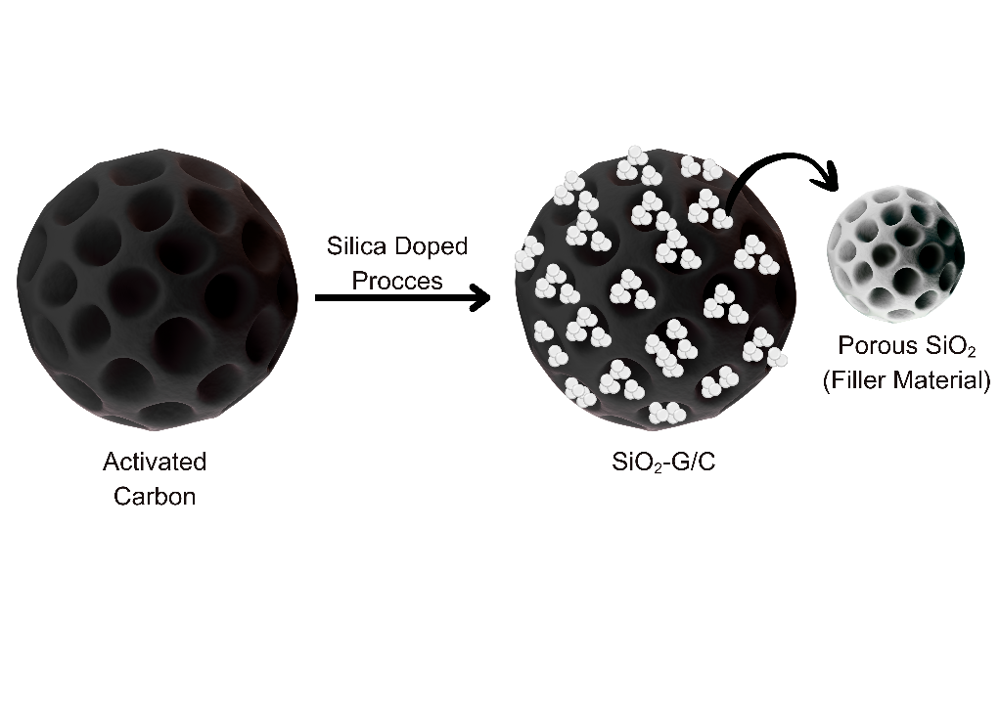 Silica Doped
Procces
Porous SiO₂
(Filler Material)
Activated
Carbon
SiO₂-G/C